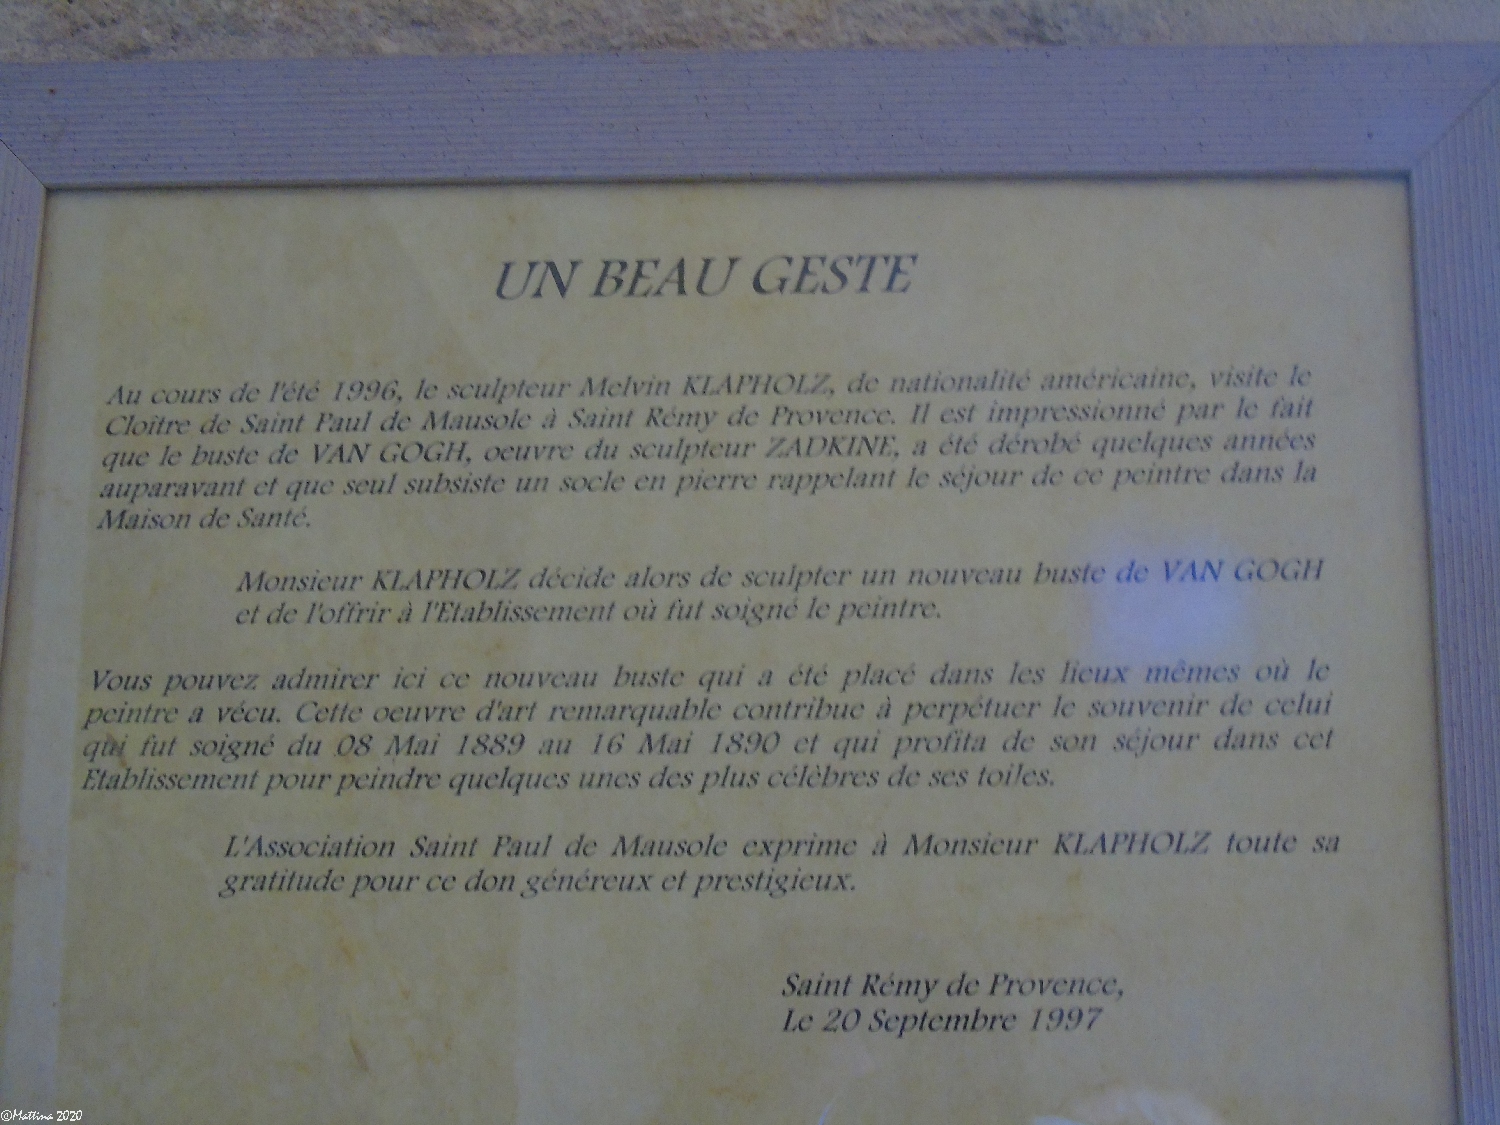 UN BEAU GESTE
Au cours de l'été 1996, le sculpteur Melvin KLAPHOLZ, de nationalité américaine, visite le
Cloître de Saint Paul de Mausole à Saint Rémy de Provence. Il est impressionné par le fait
que le buste de VAN GOGH, oeuvre du sculpteur ZADKINE, a été dérobé quelques années
auparavant et que seul subsiste un socle en pierre rappelant le séjour de ce peintre dans la
Maison de Santé.
Monsieur KLAPHOLZ décide alors de sculpter un nouveau buste de VAN GOGH
et de l'offrir à l'Etablissement où fut soigné le peintre.
Vous pouvez admirer ici ce nouveau buste qui a été placé dans les lieux mêmes où le
peintre a vécu. Cette oeuvre d'art remarquable contribue à perpétuer le souvenir de celui
qui fut soigné du 08 Mai 1889 au 16 Mai 1890 et qui profita de son séjour dans cet
Etablissement pour peindre quelques unes des plus célèbres de ses toiles.
L'Association Saint Paul de Mausole exprime à Monsieur KLAPHOLZ toute sa
gratitude pour ce don généreux et prestigieux.
Saint Rémy de Provence,
Le 20 Septembre 1997
©Mattina 2020